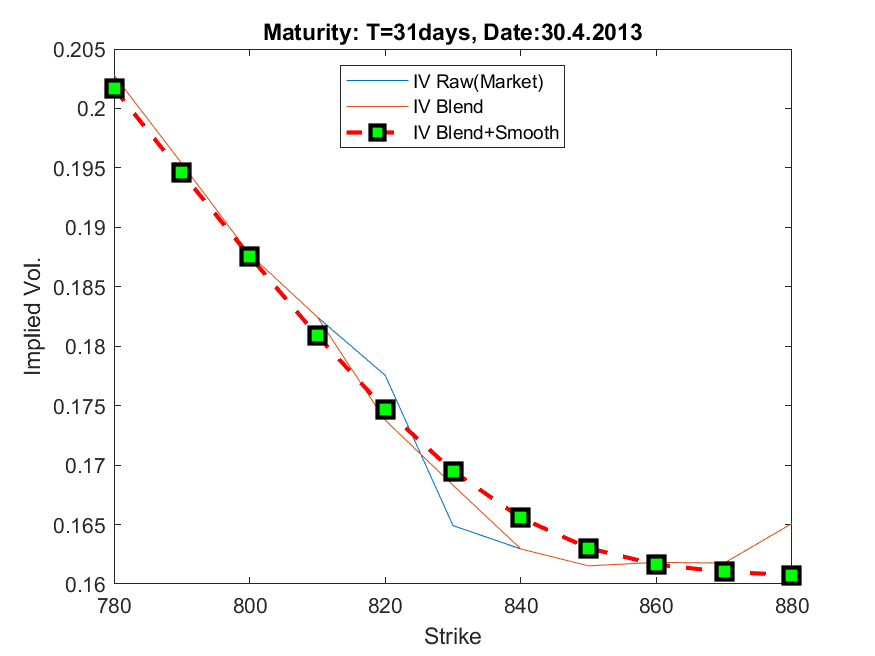 Maturity: T=31days, Date:30.4.2013
0.205
0.2
0.195
0.19
0.185
0.18
0.175
0.17
0.165
0.16
Implied Vol.
IV Raw(Market)
IV Blend
IV Blend+Smooth
780
800
820
840
860
880
Strike